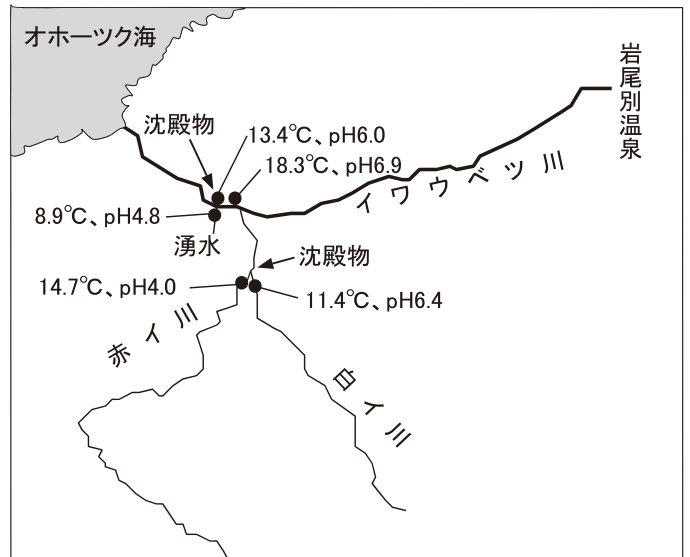 オホーツク海
岩尾別温泉
沈殿物
13.4℃、pH6.0
18.3℃、pH6.9
イワウベツ川
8.9℃、pH4.8
湧水
沈殿物
14.7℃、pH4.0
11.4℃、pH6.4
赤イ川
白イ川